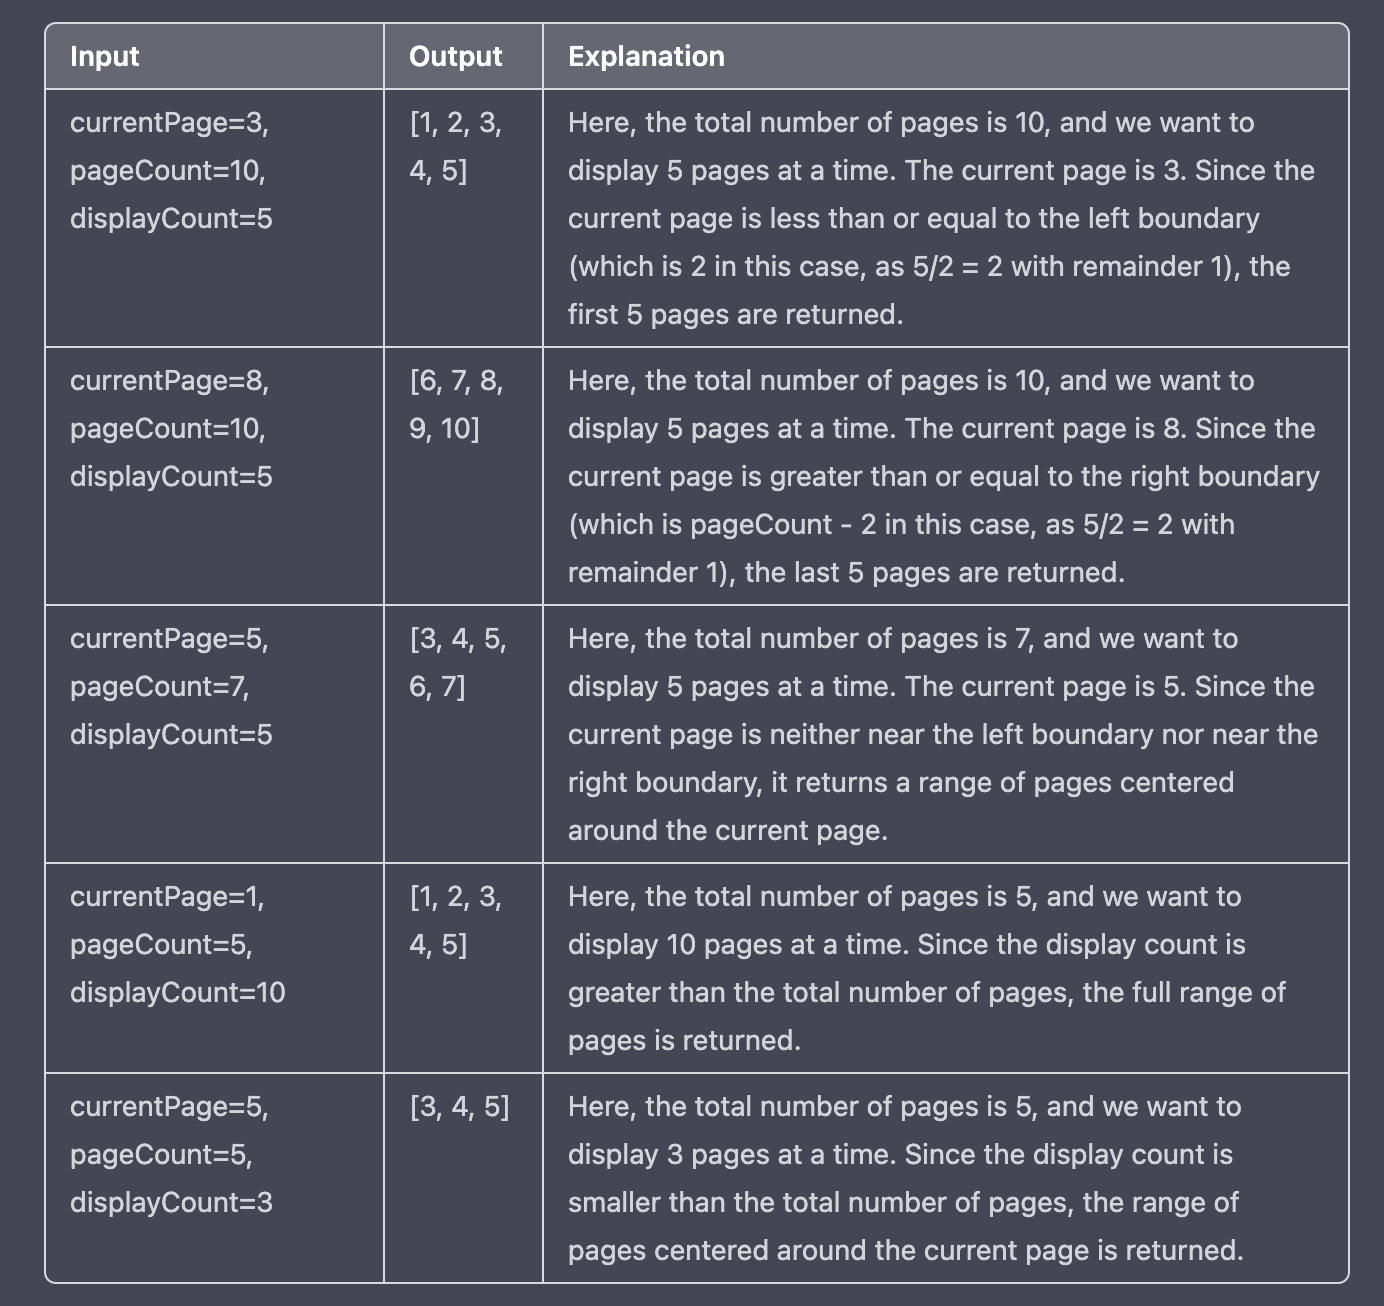 Input Output Explanation
currentPage=3, [1, 2, 3, Here, the total number of pages is 10, and we want to
pageCount=10, 4, 5] display 5 pages at a time. The current page is 3. Since the
displayCount=5 current page is less than or equal to the left boundary
(which is 2 in this case, as 5/2 = 2 with remainder 1), the
first 5 pages are returned.
currentPage=8, [6, 7, 8, Here, the total number of pages is 10, and we want to
pageCount=10, 9, 10] display 5 pages at a time. The current page is 8. Since the
displayCount=5 current page is greater than or equal to the right boundary
(which is pageCount - 2 in this case, as 5/2 = 2 with
remainder 1), the last 5 pages are returned.
currentPage=5, [3, 4, 5, Here, the total number of pages is 7, and we want to
pageCount=7, 6, 7] display 5 pages at a time. The current page is 5. Since the
displayCount=5 current page is neither near the left boundary nor near the
right boundary, it returns a range of pages centered
around the current page.
currentPage=1, [1, 2, 3, Here, the total number of pages is 5, and we want to
pageCount=5, 4, 5] display 10 pages at a time. Since the display count is
displayCount=10 greater than the total number of pages, the full range of
pages is returned.
currentPage=5, [3, 4, 5] Here, the total number of pages is 5, and we want to
pageCount=5, display 3 pages at a time. Since the display count is
displayCount=3 smaller than the total number of pages, the range of
pages centered around the current page is returned.